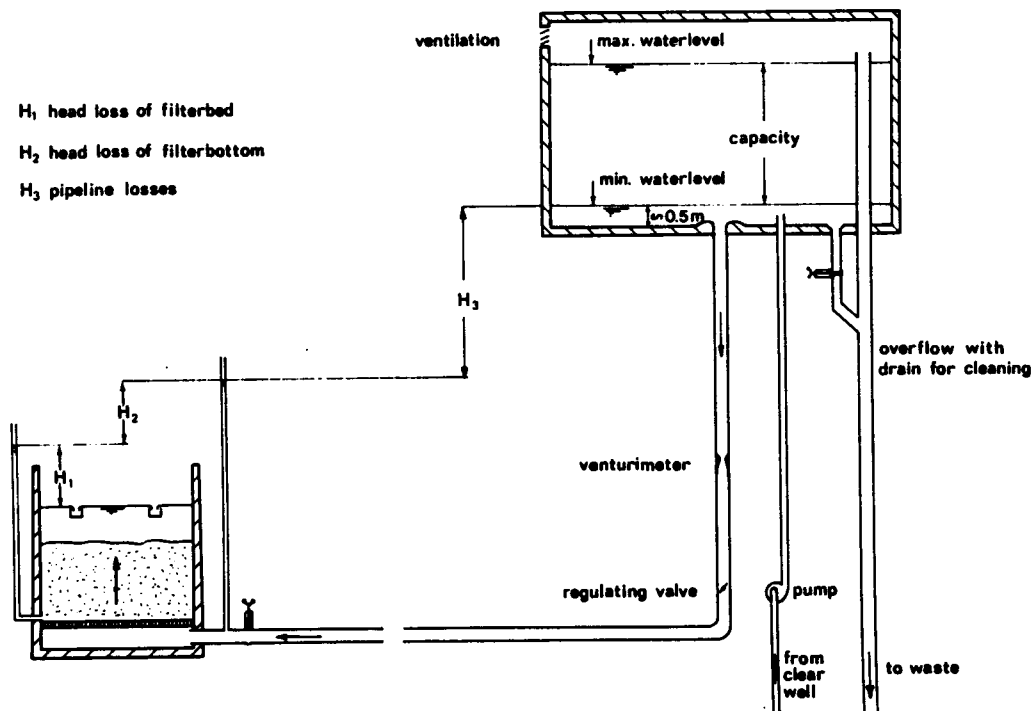 ventilation
max. waterlevel
H₁ head loss of filterbed
H₂ head loss of filterbottom
H₃ pipeline losses
capacity
min. waterlevel
≈0.5m
H₃
overflow with
drain for cleaning
H₂
H₁
venturimeter
regulating valve
pump
from
clear
well
to waste